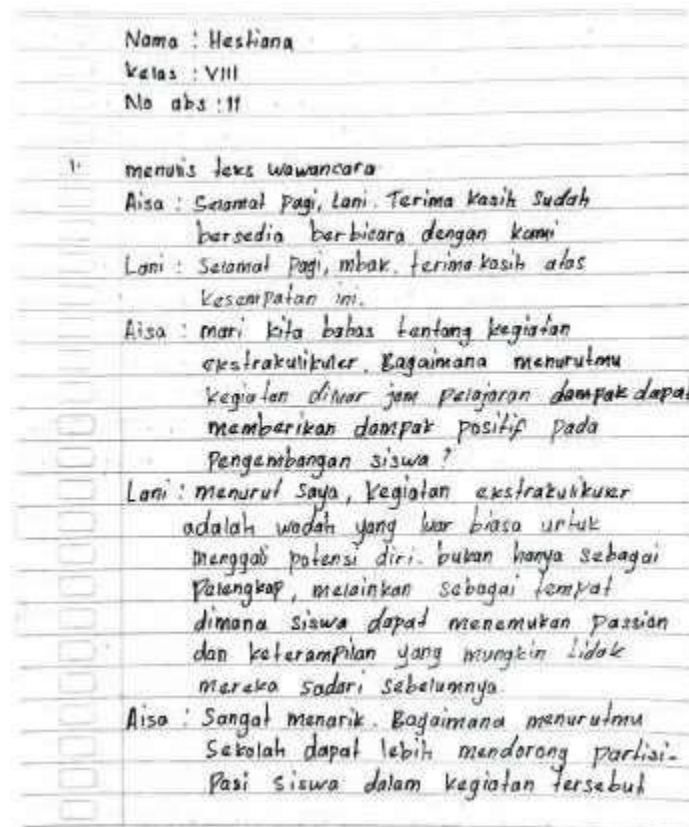 Nama : Hestiana
Kelas : VIII
No abs : 11
1. menulis teks wawancara
Aisa : Selamat Pagi, Lani. Terima kasih Sudah
bersedia berbicara dengan kami
Lani : Selamat Pagi, mbak. terima kasih atas
kesempatan ini.
Aisa : mari kita bahas tentang kegiatan
ekstrakulikuler. Bagaimana menurutmu
kegiatan diluar jam pelajaran dampak dapat
memberikan dampak positif pada
Pengembangan siswa ?
Lani : menurut saya, kegiatan ekstrakulikuler
adalah wadah yang luar biasa untuk
menggali potensi diri. bukan hanya sebagai
Pelengkap, melainkan sebagai tempat
dimana siswa dapat menemukan Passion
dan keterampilan yang mungkin tidak
mereka sadari sebelumnya.
Aisa : Sangat menarik. Bagaimana menurutmu
Sekolah dapat lebih mendorong Partisi-
Pasi siswa dalam kegiatan tersebut